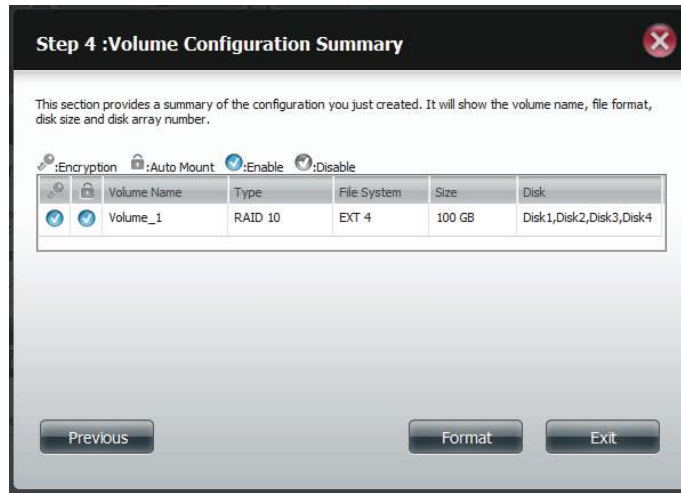 Step 4 :Volume Configuration Summary
This section provides a summary of the configuration you just created. It will show the volume name, file format,
disk size and disk array number.
:Encryption :Auto Mount :Enable :Disable
Volume Name Type File System Size Disk
Volume_1 RAID 10 EXT 4 100 GB Disk1,Disk2,Disk3,Disk4
Previous Format Exit